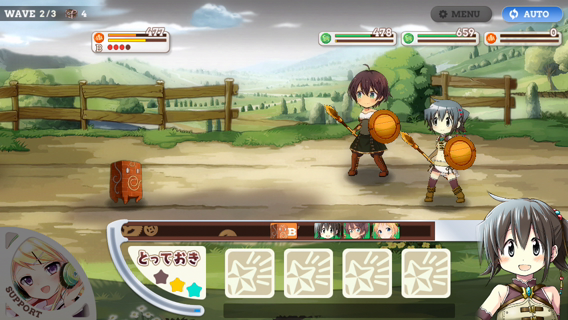 WAVE 2/3 4
MENU
AUTO
477
B
478
659
0
B
とっておき
SUPPORT